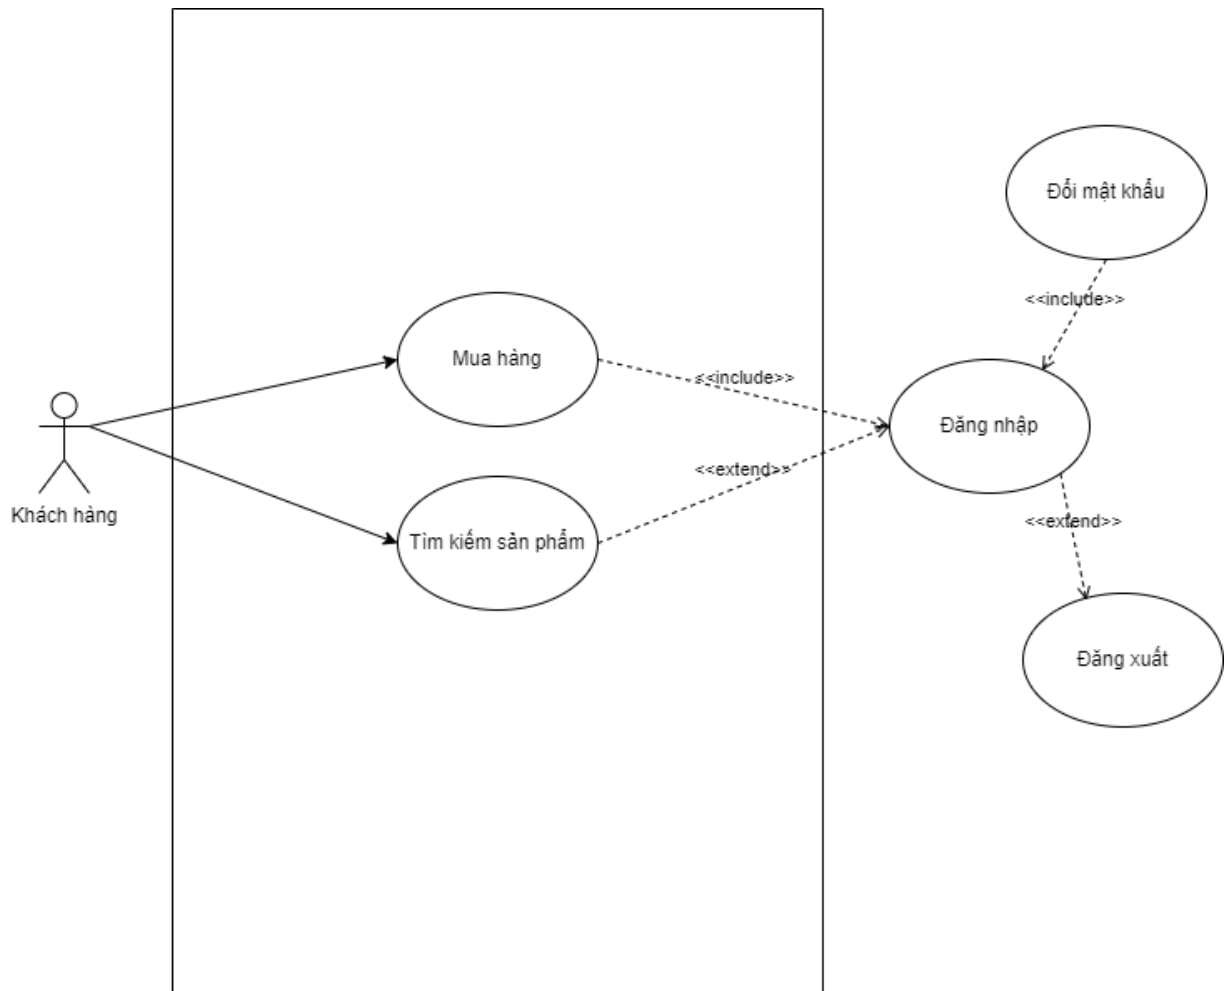 Đổi mật khẩu
<<include>>
Mua hàng
<<include>>
Đăng nhập
<<extend>>
Khách hàng
Tìm kiếm sản phẩm
<<extend>>
Đăng xuất